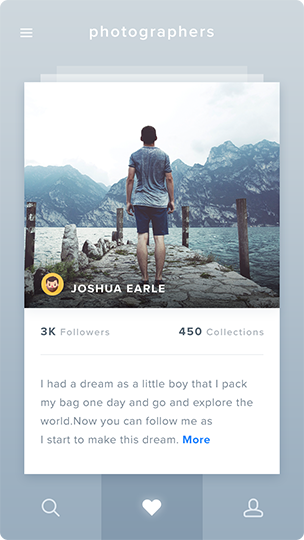 photographers
JOSHUA EARLE
3K Followers
450 Collections
I had a dream as a little boy that I pack
my bag one day and go and explore the
world.Now you can follow me as
I start to make this dream. More